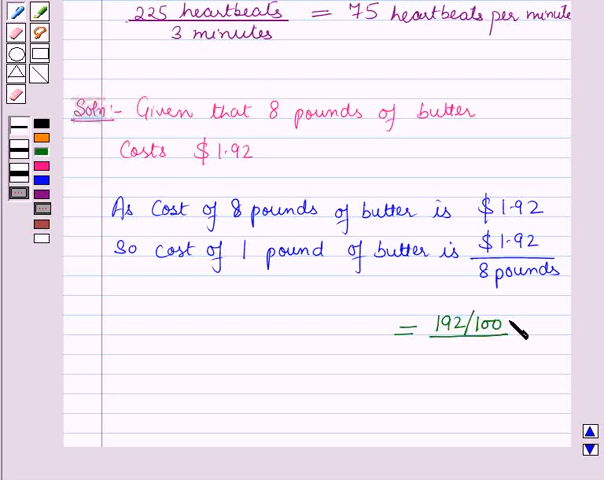 225 heartbeats = 75 heartbeats per minute
3 minutes
Soln:- Given that 8 pounds of butter
Costs $1.92
As Cost of 8 pounds of butter is $1.92
So cost of 1 pound of butter is $1.92
8 pounds
= 192/100